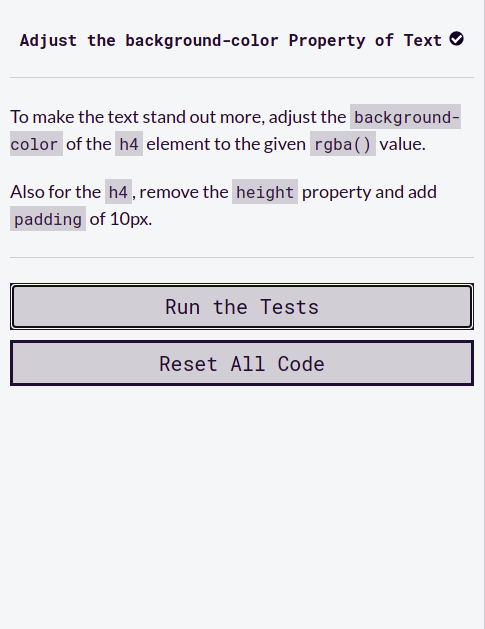 Adjust the background-color Property of Text
To make the text stand out more, adjust the background-
color of the h4 element to the given rgba() value.
Also for the h4, remove the height property and add
padding of 10px.
Run the Tests
Reset All Code